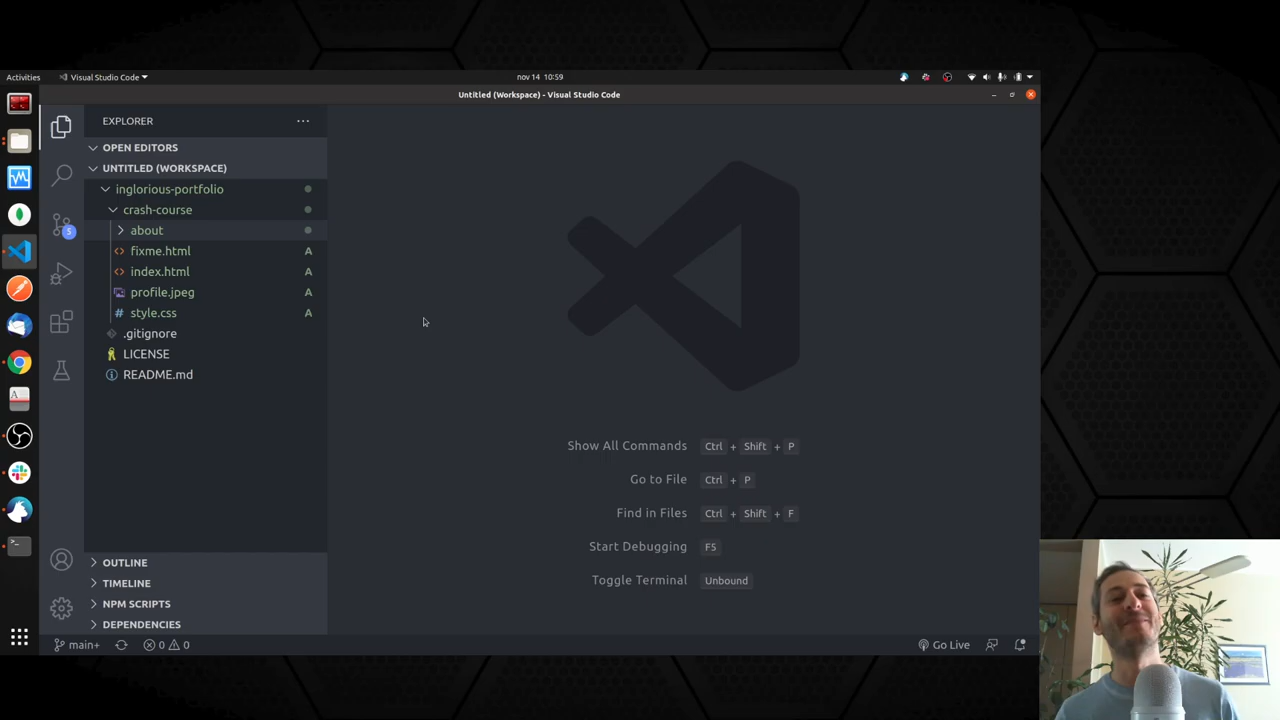 Activities
Visual Studio Code
nov 14 10:59
Untitled (Workspace) - Visual Studio Code
EXPLORER
OPEN EDITORS
UNTITLED (WORKSPACE)
inglorious-portfolio
crash-course
about
fixme.html A
index.html A
profile.jpeg A
# style.css A
.gitignore
LICENSE
README.md
5
Show All Commands Ctrl + Shift + P
Go to File Ctrl + P
Find in Files Ctrl + Shift + F
Start Debugging F5
Toggle Terminal Unbound
OUTLINE
TIMELINE
NPM SCRIPTS
DEPENDENCIES
main+ 0 0
Go Live